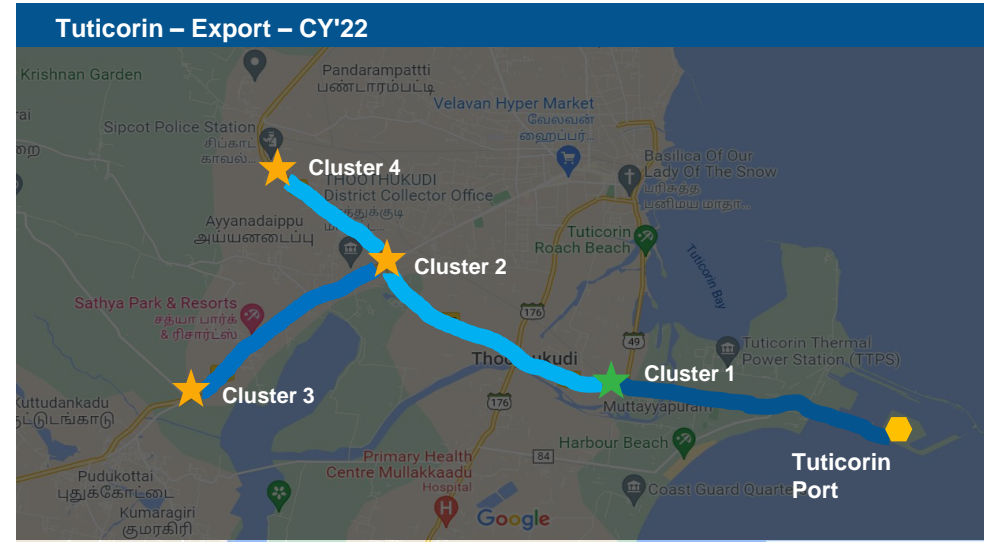 Tuticorin – Export – CY'22
Krishnan Garden
Pandarampattti
பண்டாரம்பட்டி
Velavan Hyper Market
வேலவன்
ஹைப்பர்...
Sipcot Police Station
சிப்காட்
காவல்...
Cluster 4
Basilica Of Our
Lady Of The Snow
பரிசுத்த
பனிமய மாதா...
THOOTHUKUDI
District Collector Office
Ayyanadaippu
அய்யனடைப்பு
Tuticorin
Roach Beach
Cluster 2
Tuticorin Bay
Sathya Park & Resorts
சத்யா பார்க்
& ரிசார்ட்ஸ்
176
49
Tuticorin Thermal
Power Station (TTPS)
Cluster 1
Cluster 3
176
Muttayyapuram
Harbour Beach
84
Tuticorin
Port
Primary Health
Centre Mullakkaadu
Hospital
Pudukottai
புதுக்கோட்டை
Kumaragiri
குமரகிரி
Google
Coast Guard